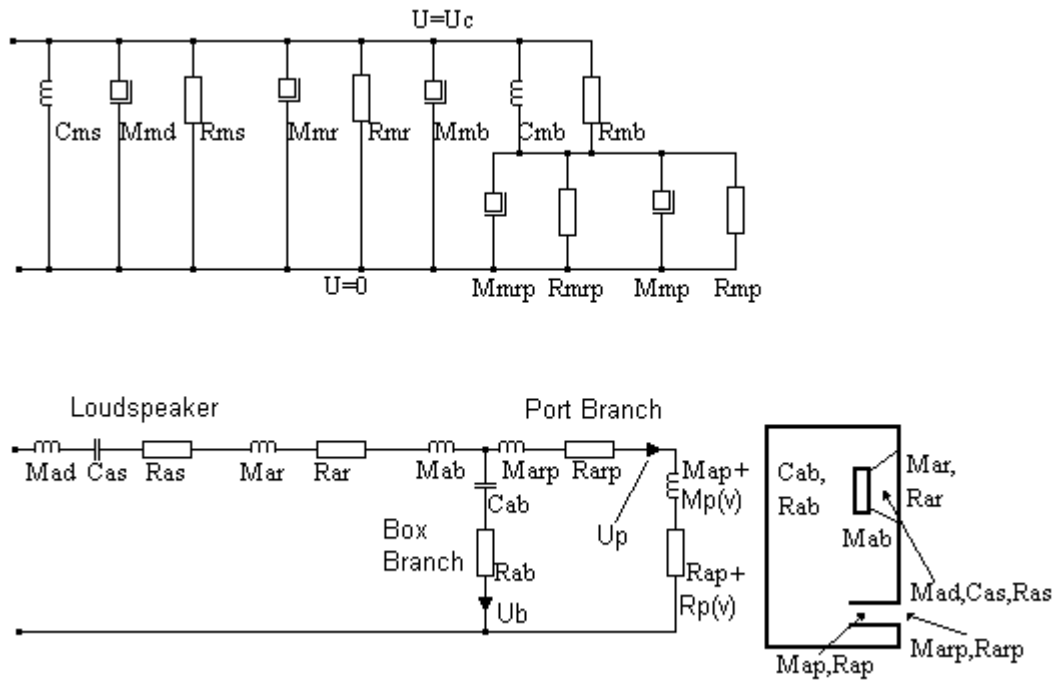 U=Uc
Cms Mmd Rms Mmr Rmr Mmb Cmb Rmb
U=0
Mmrp Rmrp Mmp Rmp
Loudspeaker
Port Branch
Mad Cas Ras Mar Rar Mab Marp Rarp
Map+
Mp(v)
Cab
Box
Branch
Rab
Up
Rap+
Rp(v)
Ub
Cab,
Rab
Mar,
Rar
Mab
Mad,Cas,Ras
Marp,Rarp
Map,Rap